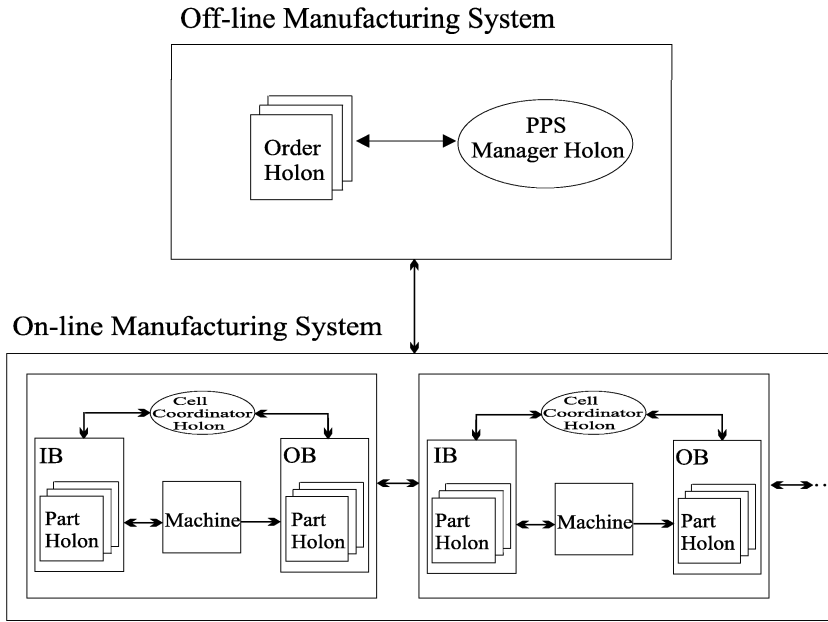 Off-line Manufacturing System
Order
Holon
PPS
Manager Holon
On-line Manufacturing System
Cell
Coordinator
Holon
IB
OB
Part
Holon
Machine
Part
Holon
Cell
Coordinator
Holon
IB
OB
Part
Holon
Machine
Part
Holon
..